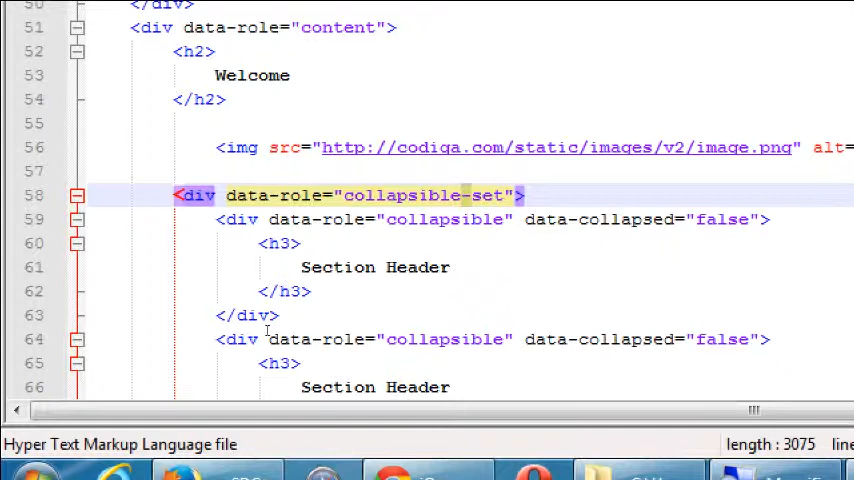 50 </div>
51 <div data-role="content">
52 <h2>
53 Welcome
54 </h2>
55
56 <img src="http://codiqa.com/static/images/v2/image.png" alt=
57
58 <div data-role="collapsible-set">
59 <div data-role="collapsible" data-collapsed="false">
60 <h3>
61 Section Header
62 </h3>
63 </div>
64 <div data-role="collapsible" data-collapsed="false">
65 <h3>
66 Section Header
Hyper Text Markup Language file length : 3075 line